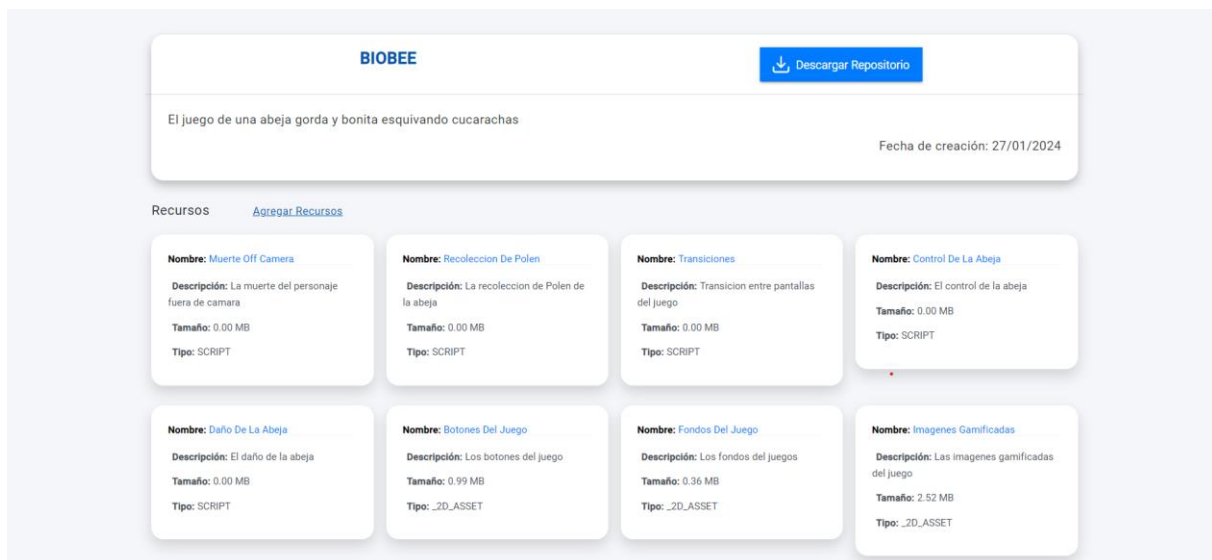 BIOBEE
Descargar Repositorio
El juego de una abeja gorda y bonita esquivando cucarachas
Fecha de creación: 27/01/2024
Recursos
Agregar Recursos
Nombre: Muerte Off Camera
Descripción: La muerte del personaje
fuera de camara
Tamaño: 0.00 MB
Tipo: SCRIPT
Nombre: Recoleccion De Polen
Descripción: La recoleccion de Polen de
la abeja
Tamaño: 0.00 MB
Tipo: SCRIPT
Nombre: Transiciones
Descripción: Transicion entre pantallas
del juego
Tamaño: 0.00 MB
Tipo: SCRIPT
Nombre: Control De La Abeja
Descripción: El control de la abeja
Tamaño: 0.00 MB
Tipo: SCRIPT
Nombre: Daño De La Abeja
Descripción: El daño de la abeja
Tamaño: 0.00 MB
Tipo: SCRIPT
Nombre: Botones Del Juego
Descripción: Los botones del juego
Tamaño: 0.99 MB
Tipo: _2D_ASSET
Nombre: Fondos Del Juego
Descripción: Los fondos del juegos
Tamaño: 0.36 MB
Tipo: _2D_ASSET
Nombre: Imagenes Gamificadas
Descripción: Las imagenes gamificadas
del juego
Tamaño: 2.52 MB
Tipo: _2D_ASSET